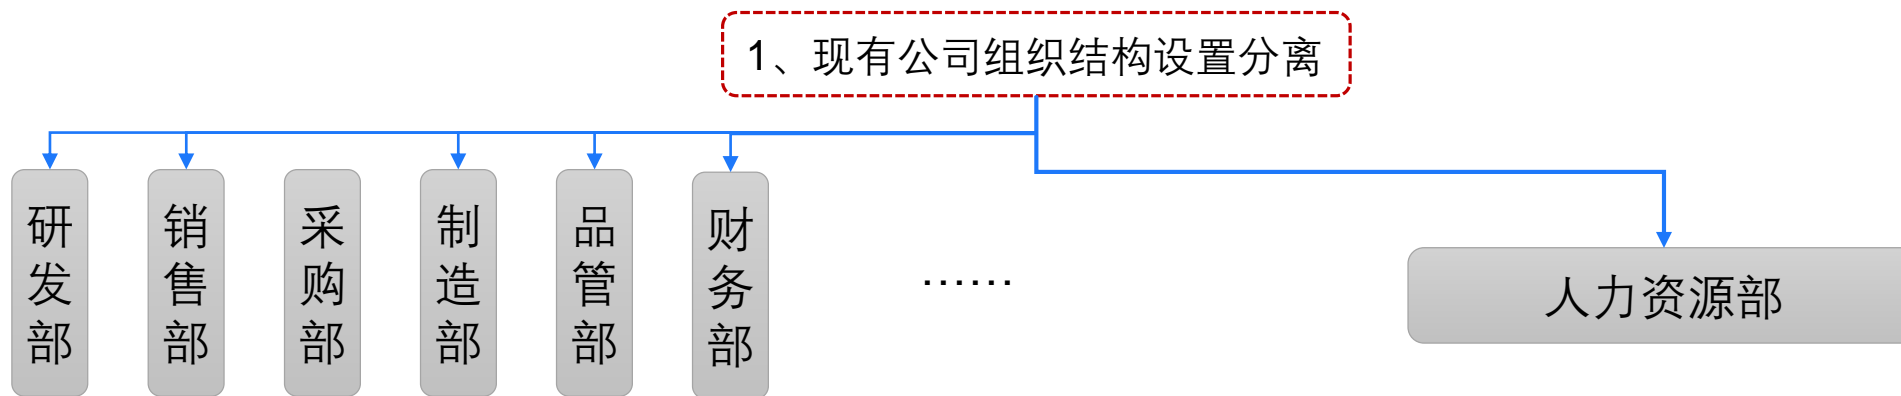 1、现有公司组织结构设置分离
研发部
销售部
采购部
制造部
品管部
财务部
……
人力资源部